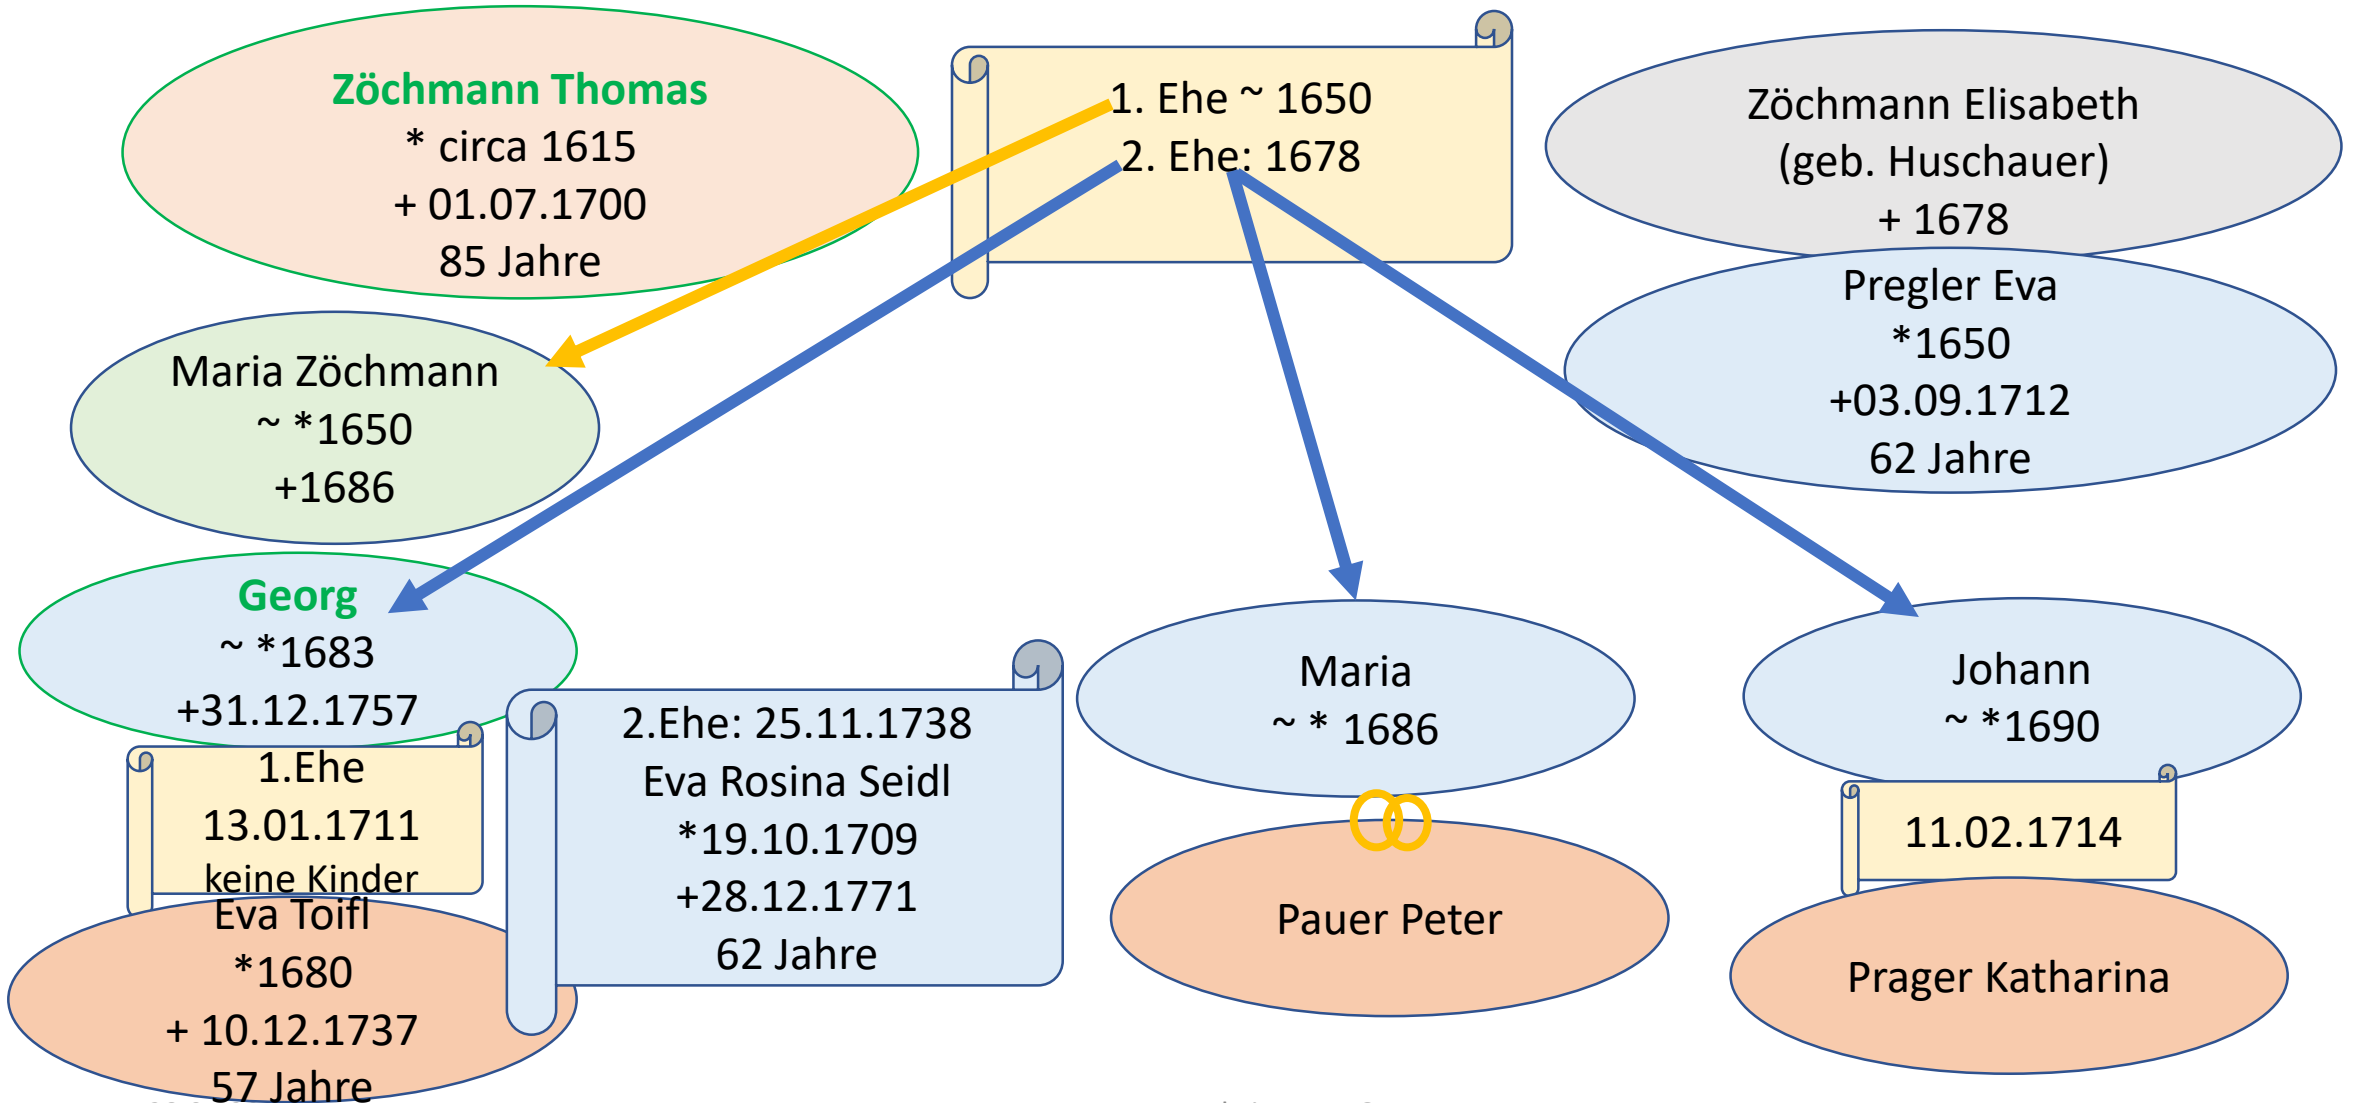 Zöchmann Thomas
* circa 1615
+ 01.07.1700
85 Jahre
1. Ehe ~ 1650
2. Ehe: 1678
Zöchmann Elisabeth
(geb. Huschauer)
+ 1678
Pregler Eva
*1650
+03.09.1712
62 Jahre
Maria Zöchmann
~ *1650
+1686
Georg
~ *1683
+31.12.1757
1.Ehe
13.01.1711
keine Kinder
Eva Toifl
*1680
+ 10.12.1737
57 Jahre
2.Ehe: 25.11.1738
Eva Rosina Seidl
*19.10.1709
+28.12.1771
62 Jahre
Maria
~ * 1686
Pauer Peter
Johann
~ *1690
11.02.1714
Prager Katharina